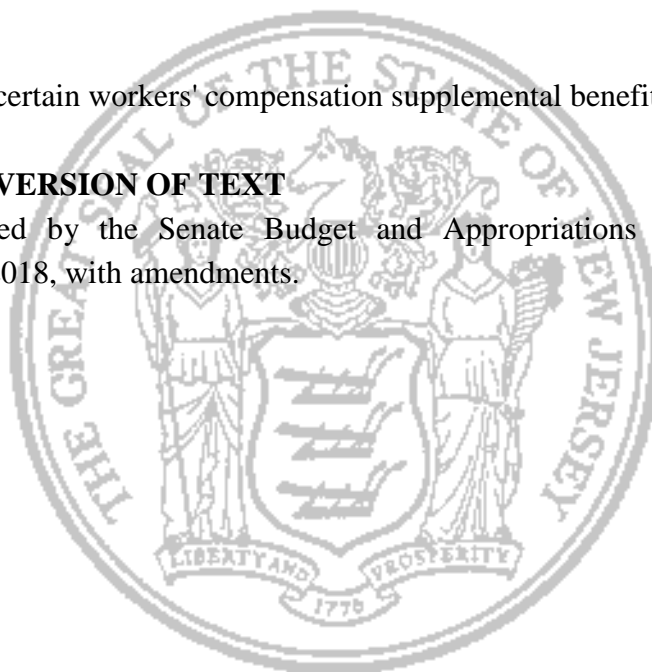 certain workers' compensation supplemental benefit
VERSION OF TEXT
ed by the Senate Budget and Appropriations
018, with amendments.
THE GREAT SEAL OF THE STATE OF NEW JERSEY
LIBERTY AND PROSPERITY
1776